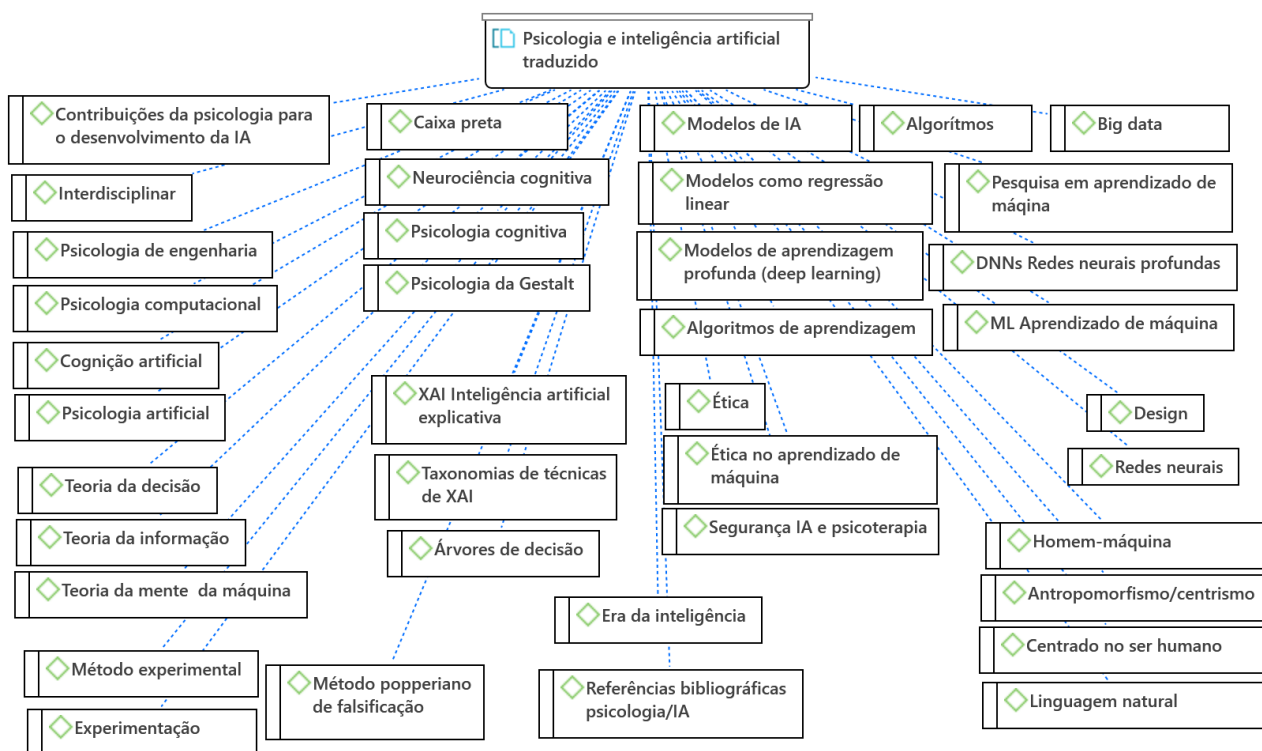 Psicologia e inteligência artificial
traduzido
Contribuições da psicologia para
o desenvolvimento da IA
Interdisciplinar
Psicologia de engenharia
Psicologia computacional
Cognição artificial
Psicologia artificial
Teoria da decisão
Teoria da informação
Teoria da mente da máquina
Método experimental
Experimentação
Caixa preta
Neurociência cognitiva
Psicologia cognitiva
Psicologia da Gestalt
XAI Inteligência artificial
explicativa
Taxonomias de técnicas
de XAI
Árvores de decisão
Método popperiano
de falsificação
Era da inteligência
Referências bibliográficas
psicologia/IA
Modelos de IA
Modelos como regressão
linear
Modelos de aprendizagem
profunda (deep learning)
Algoritmos de aprendizagem
Ética
Ética no aprendizado de
máquina
Segurança IA e psicoterapia
Algorítmos
Big data
Pesquisa em aprendizado de
máqina
DNNs Redes neurais profundas
ML Aprendizado de máquina
Design
Redes neurais
Homem-máquina
Antropomorfismo/centrismo
Centrado no ser humano
Linguagem natural